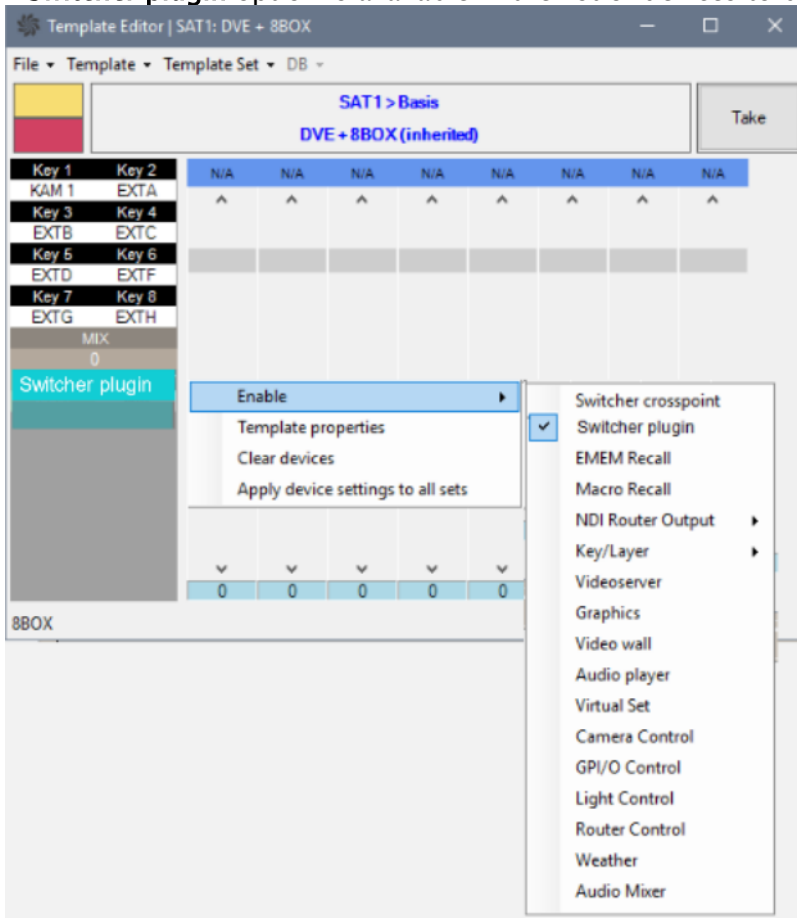 Template Editor | SAT1: DVE + 8BOX
File Template Template Set DB
SAT1 > Basis
DVE + 8BOX (inherited)
Take
Key 1 Key 2
KAM 1 EXTA
Key 3 Key 4
EXTB EXTC
Key 5 Key 6
EXTD EXTF
Key 7 Key 8
EXTG EXTH
MIX
0
Switcher plugin
N/A N/A N/A N/A N/A N/A N/A N/A
Enable
Template properties
Clear devices
Apply device settings to all sets
Switcher crosspoint
Switcher plugin
EMEM Recall
Macro Recall
NDI Router Output
Key/Layer
Videoserver
Graphics
Video wall
Audio player
Virtual Set
Camera Control
GPI/O Control
Light Control
Router Control
Weather
Audio Mixer
0 0 0 0 0
8BOX